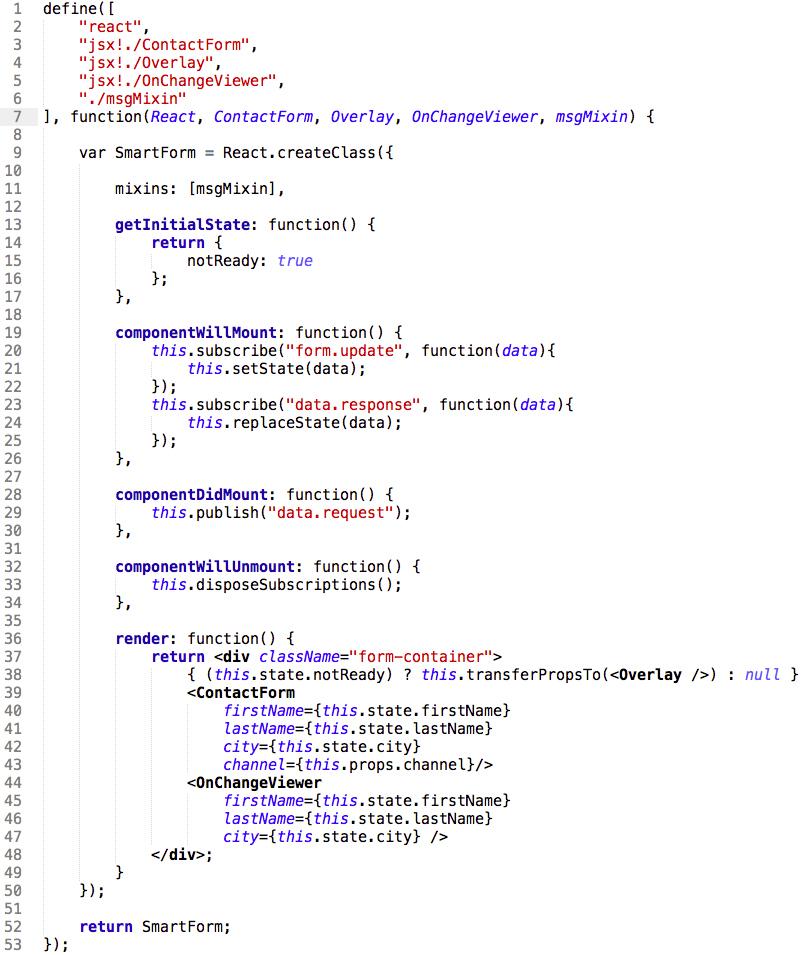 1 define([
2     "react",
3     "jsx!./ContactForm",
4     "jsx!./Overlay",
5     "jsx!./OnChangeViewer",
6     "./msgMixin"
7 ], function(React, ContactForm, Overlay, OnChangeViewer, msgMixin) {
8
9     var SmartForm = React.createClass({
10
11         mixins: [msgMixin],
12
13         getInitialState: function() {
14             return {
15                 notReady: true
16             };
17         },
18
19         componentWillMount: function() {
20             this.subscribe("form.update", function(data){
21                 this.setState(data);
22             });
23             this.subscribe("data.response", function(data){
24                 this.replaceState(data);
25             });
26         },
27
28         componentDidMount: function() {
29             this.publish("data.request");
30         },
31
32         componentWillUnmount: function() {
33             this.disposeSubscriptions();
34         },
35
36         render: function() {
37             return <div className="form-container">
38                 { (this.state.notReady) ? this.transferPropsTo(<Overlay />) : null }
39                 <ContactForm
40                     firstName={this.state.firstName}
41                     lastName={this.state.lastName}
42                     city={this.state.city}
43                     channel={this.props.channel}/>
44                 <OnChangeViewer
45                     firstName={this.state.firstName}
46                     lastName={this.state.lastName}
47                     city={this.state.city} />
48             </div>;
49         }
50     });
51
52     return SmartForm;
53 });